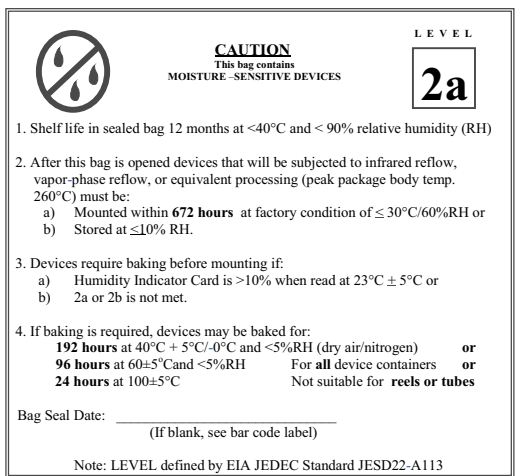 LEVEL
CAUTION
This bag contains
MOISTURE –SENSITIVE DEVICES
2a
1. Shelf life in sealed bag 12 months at <40°C and < 90% relative humidity (RH)
2. After this bag is opened devices that will be subjected to infrared reflow,
vapor-phase reflow, or equivalent processing (peak package body temp.
260°C) must be:
a) Mounted within 672 hours at factory condition of ≤ 30°C/60%RH or
b) Stored at ≤10% RH.
3. Devices require baking before mounting if:
a) Humidity Indicator Card is >10% when read at 23°C ± 5°C or
b) 2a or 2b is not met.
4. If baking is required, devices may be baked for:
192 hours at 40°C + 5°C/-0°C and <5%RH (dry air/nitrogen) or
96 hours at 60±5°Cand <5%RH For all device containers or
24 hours at 100±5°C Not suitable for reels or tubes
Bag Seal Date: ____________________________
(If blank, see bar code label)
Note: LEVEL defined by EIA JEDEC Standard JESD22-A113